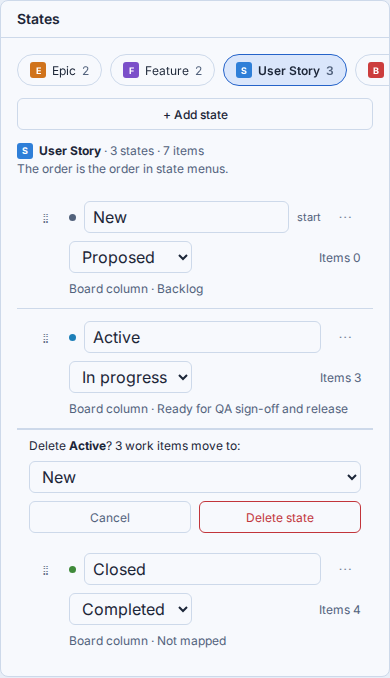 States
E Epic 2 F Feature 2 S User Story 3 B
+ Add state
S User Story · 3 states · 7 items
The order is the order in state menus.
New start ···
Proposed Items 0
Board column · Backlog
Active ···
In progress Items 3
Board column · Ready for QA sign-off and release
Delete Active? 3 work items move to:
New
Cancel Delete state
Closed ···
Completed Items 4
Board column · Not mapped